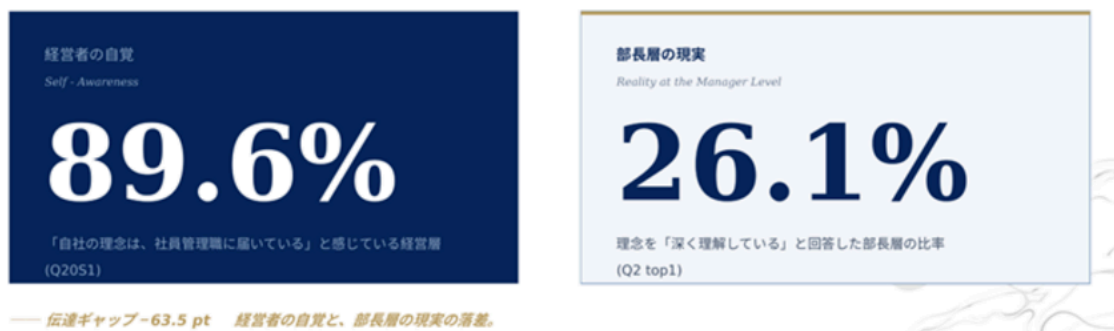 経営者の自覚
Self - Awareness
89.6%
「自社の理念は、社員管理職に届いている」と感じている経営層
(Q20S1)
部長層の現実
Reality at the Manager Level
26.1%
理念を「深く理解している」と回答した部長層の比率
(Q2 top1)
伝達ギャップ−63.5 pt 経営者の自覚と、部長層の現実の落差。